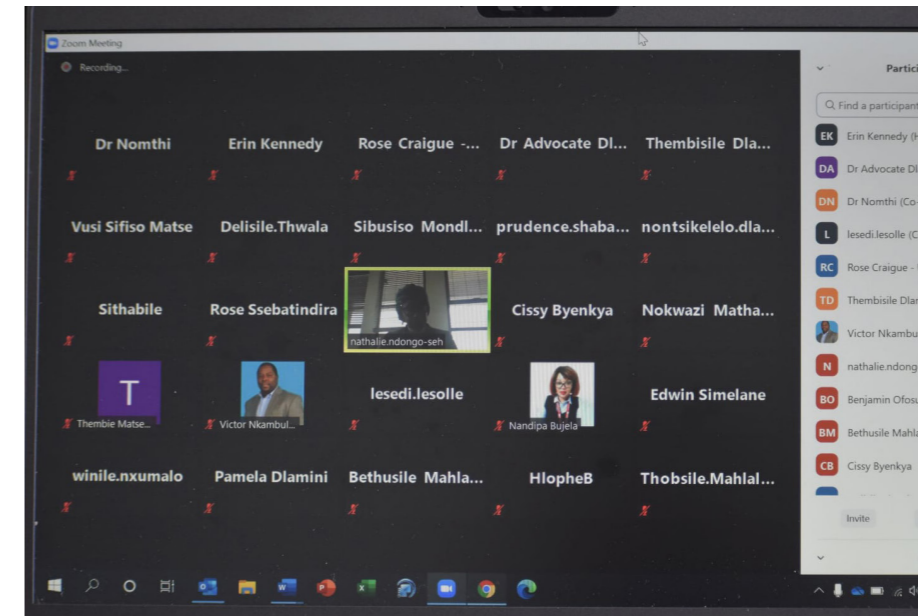 Zoom Meeting
Recording...
Dr Nomthi
Erin Kennedy
Rose Craigue -...
Dr Advocate Dl...
Thembisile Dla...
Vusi Sifiso Matse
Delisile.Thwala
Sibusiso Mondl...
prudence.shaba...
nontsikelelo.dla...
Sithabile
Rose Ssebatindira
nathalie.ndongo-seh
Cissy Byenkya
Nokwazi Matha...
T
Thembie Matse...
Victor Nkambul...
lesedi.lesolle
Nandipa Bujela
Edwin Simelane
winile.nxumalo
Pamela Dlamini
Bethusile Mahla...
HlopheB
Thobsile.Mahlal...
Partici
Find a participant
EK Erin Kennedy (H
DA Dr Advocate Dl
DN Dr Nomthi (Co-
L lesedi.lesolle (C
RC Rose Craigue -
TD Thembisile Dlar
Victor Nkambu
N nathalie.ndong
BO Benjamin Ofosu
BM Bethusile Mahla
CB Cissy Byenkya
Invite